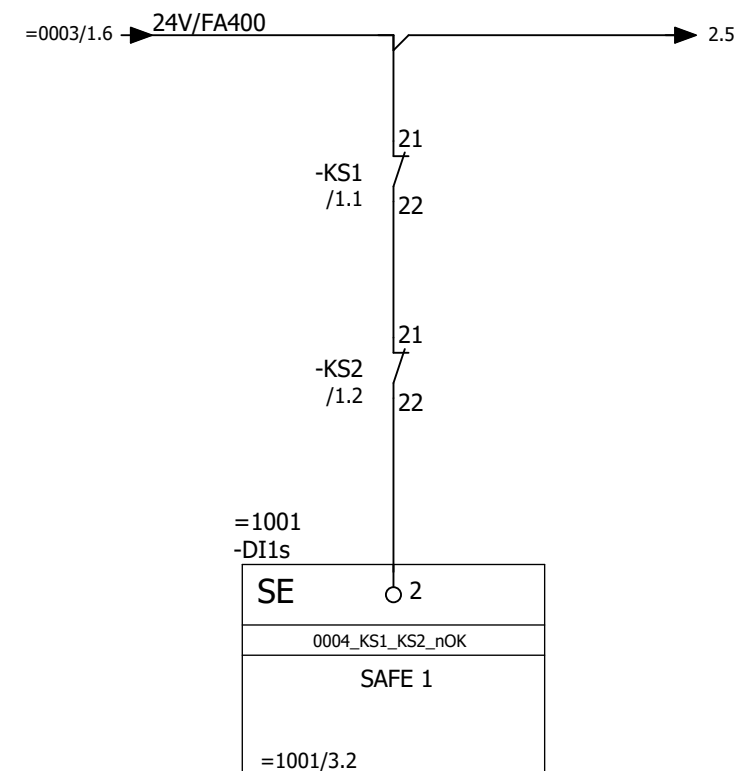 24V/FA400
=0003/1.6
2.5
21
-KS1
/1.1
22
21
-KS2
/1.2
22
=1001
-DI1s
SE
2
0004_KS1_KS2_nOK
SAFE 1
=1001/3.2